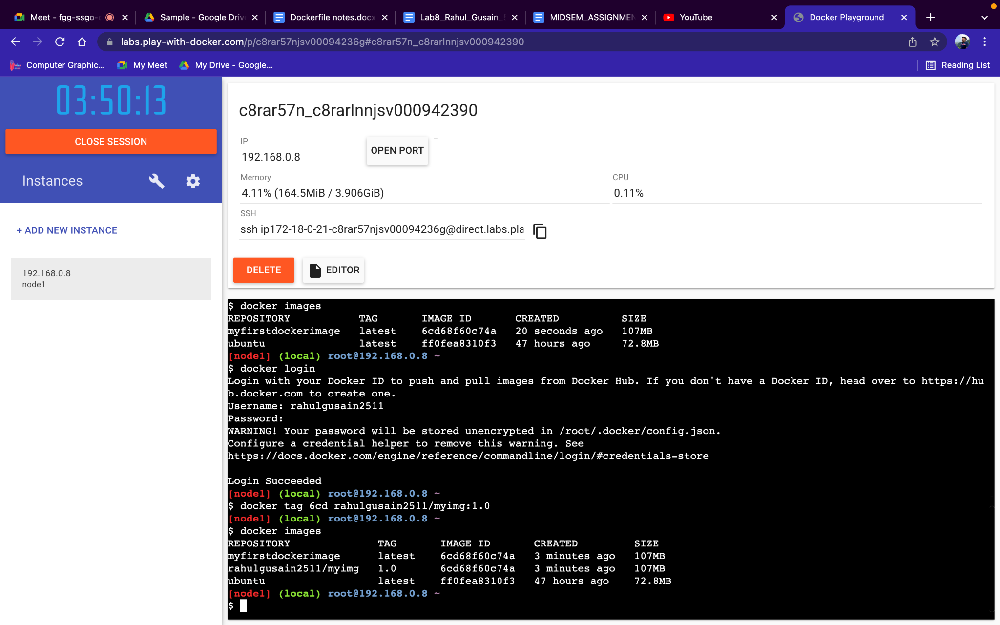 Meet - fgg-ssgo-
Sample - Google Driv
Dockerfile notes.docx
Lab8_Rahul_Gusain_
MIDSEM_ASSIGNMEN
YouTube
Docker Playground
labs.play-with-docker.com/p/c8rar57njsv00094236g#c8rar57n_c8rarlnnjsv000942390
Computer Graphic...
My Meet
My Drive - Google...
Reading List
03:50:13
CLOSE SESSION
Instances
+ ADD NEW INSTANCE
192.168.0.8
node1
c8rar57n_c8rarlnnjsv000942390
IP
192.168.0.8
OPEN PORT
Memory
4.11% (164.5MiB / 3.906GiB)
CPU
0.11%
SSH
ssh ip172-18-0-21-c8rar57njsv00094236g@direct.labs.pla
DELETE
EDITOR
$ docker images
REPOSITORY TAG IMAGE ID CREATED SIZE
myfirstdockerimage latest 6cd68f60c74a 20 seconds ago 107MB
ubuntu latest ff0fea8310f3 47 hours ago 72.8MB
[node1] (local) root@192.168.0.8 ~
$ docker login
Login with your Docker ID to push and pull images from Docker Hub. If you don't have a Docker ID, head over to https://hu
b.docker.com to create one.
Username: rahulgusain2511
Password:
WARNING! Your password will be stored unencrypted in /root/.docker/config.json.
Configure a credential helper to remove this warning. See
https://docs.docker.com/engine/reference/commandline/login/#credentials-store
Login Succeeded
[node1] (local) root@192.168.0.8 ~
$ docker tag 6cd rahulgusain2511/myimg:1.0
[node1] (local) root@192.168.0.8 ~
$ docker images
REPOSITORY TAG IMAGE ID CREATED SIZE
myfirstdockerimage latest 6cd68f60c74a 3 minutes ago 107MB
rahulgusain2511/myimg 1.0 6cd68f60c74a 3 minutes ago 107MB
ubuntu latest ff0fea8310f3 47 hours ago 72.8MB
[node1] (local) root@192.168.0.8 ~
$